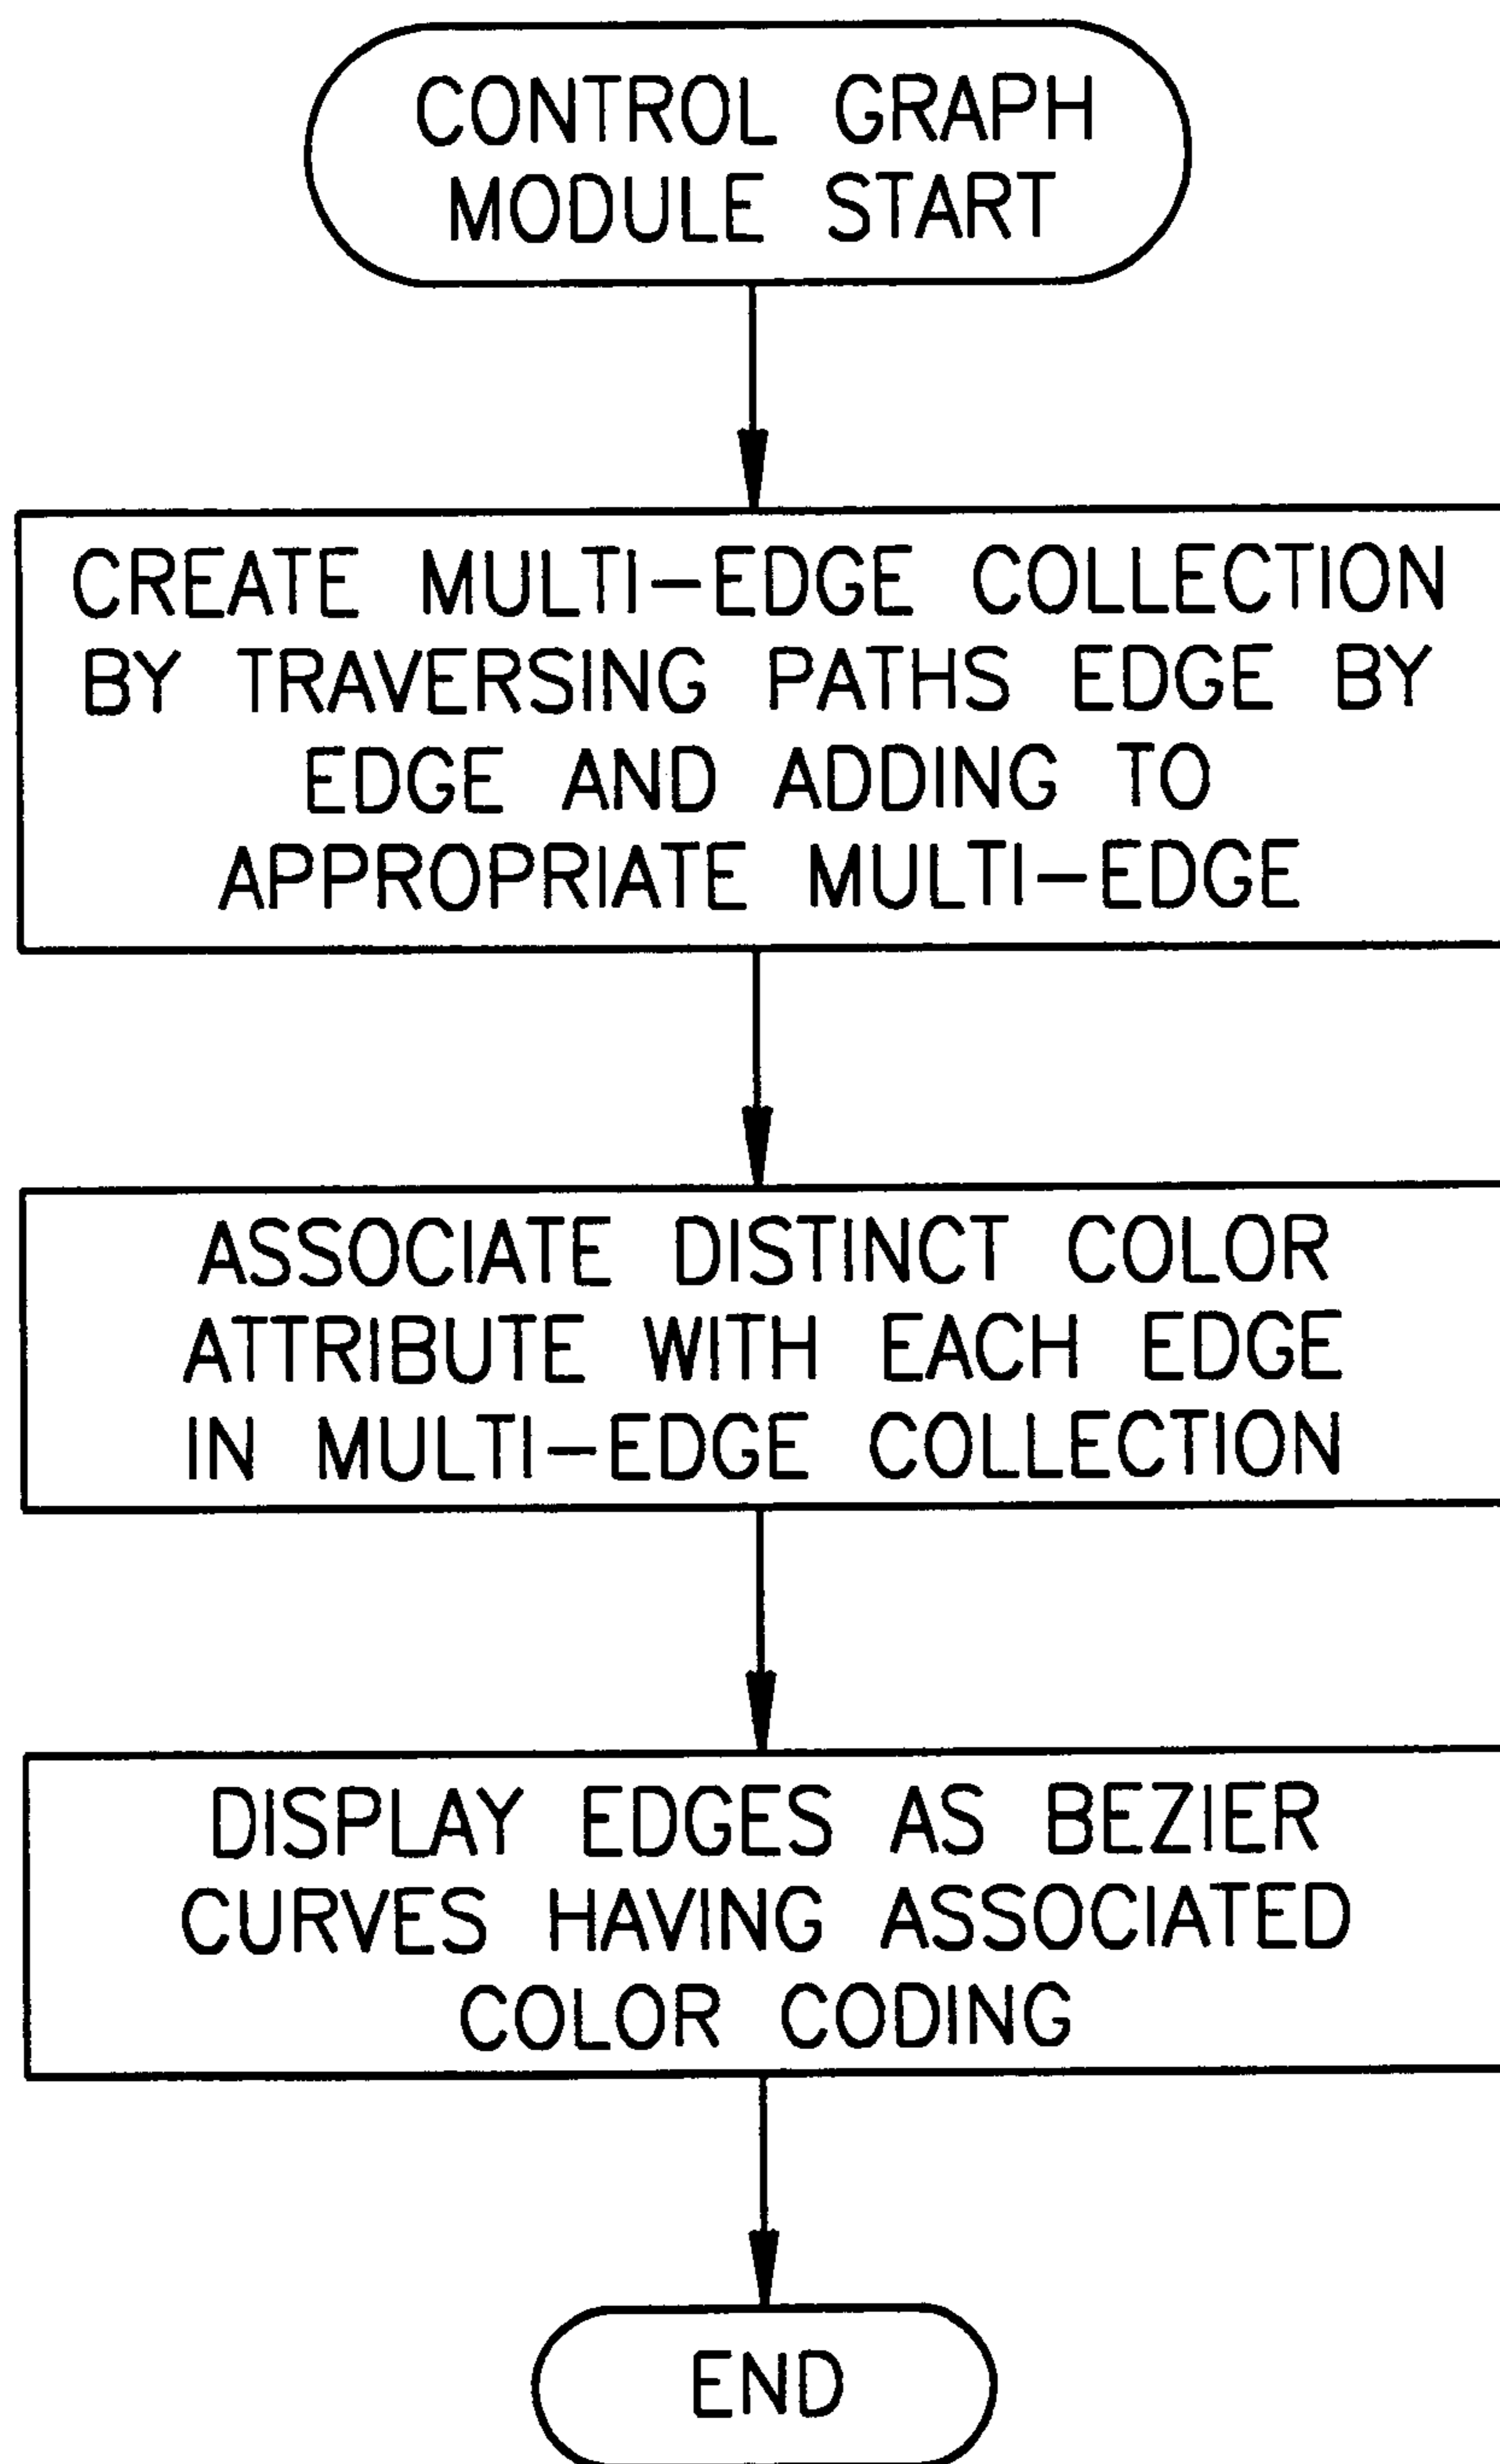 CONTROL GRAPH
MODULE START
CREATE MULTI-EDGE COLLECTION
BY TRAVERSING PATHS EDGE BY
EDGE AND ADDING TO
APPROPRIATE MULTI-EDGE
ASSOCIATE DISTINCT COLOR
ATTRIBUTE WITH EACH EDGE
IN MULTI-EDGE COLLECTION
DISPLAY EDGES AS BEZIER
CURVES HAVING ASSOCIATED
COLOR CODING
END